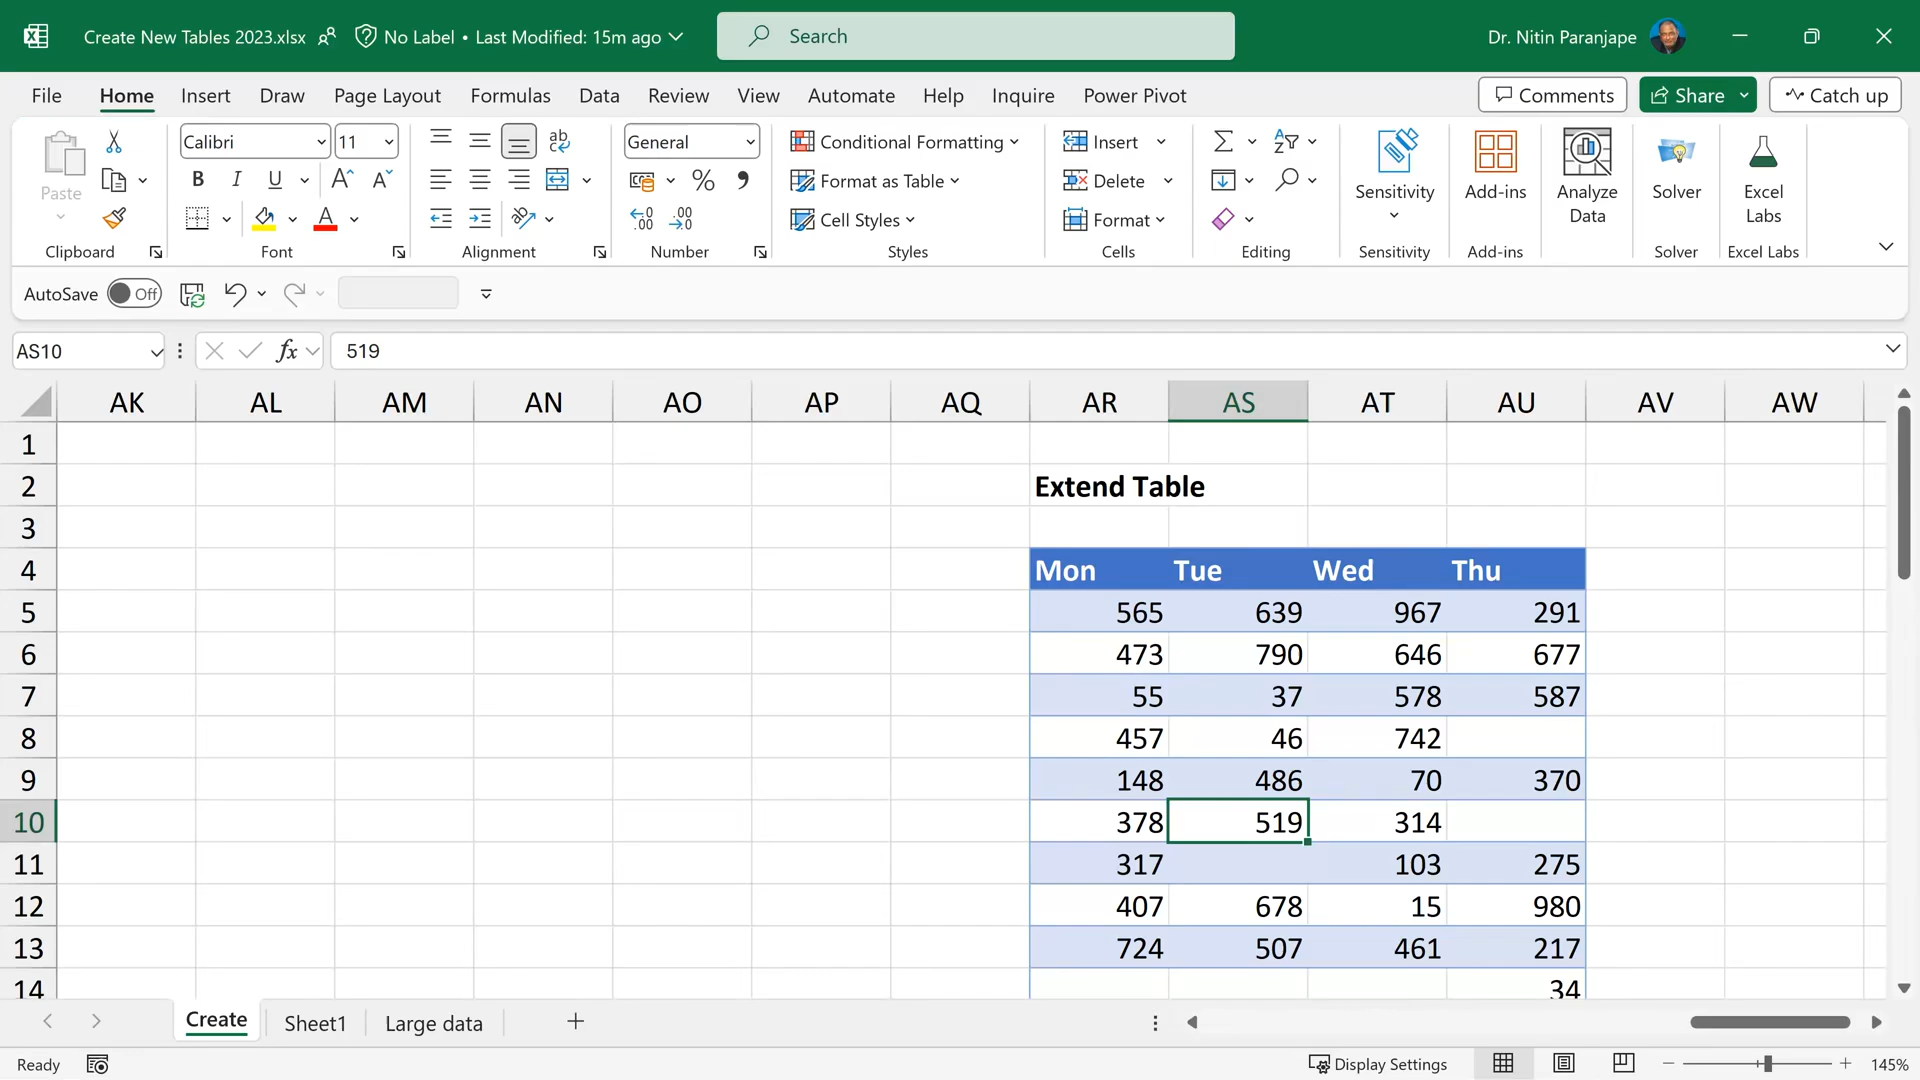 Create New Tables 2023.xlsx
No Label • Last Modified: 15m ago
Search
Dr. Nitin Paranjape
File Home Insert Draw Page Layout Formulas Data Review View Automate Help Inquire Power Pivot
Comments Share Catch up
Paste
Clipboard
Calibri 11
B I U A A
A
Font
ab
Alignment
General
% ,
.00 .00
Number
Conditional Formatting
Format as Table
Cell Styles
Styles
Insert
Delete
Format
Cells
Editing
Sensitivity
Sensitivity
Add-ins
Add-ins
Analyze
Data
Solver
Solver
Excel
Labs
Excel Labs
AutoSave Off
AS10 fx 519
AK AL AM AN AO AP AQ AR AS AT AU AV AW
1
2 Extend Table
3
4 Mon Tue Wed Thu
5 565 639 967 291
6 473 790 646 677
7 55 37 578 587
8 457 46 742
9 148 486 70 370
10 378 519 314
11 317 103 275
12 407 678 15 980
13 724 507 461 217
14 34
Create Sheet1 Large data
Ready Display Settings 145%